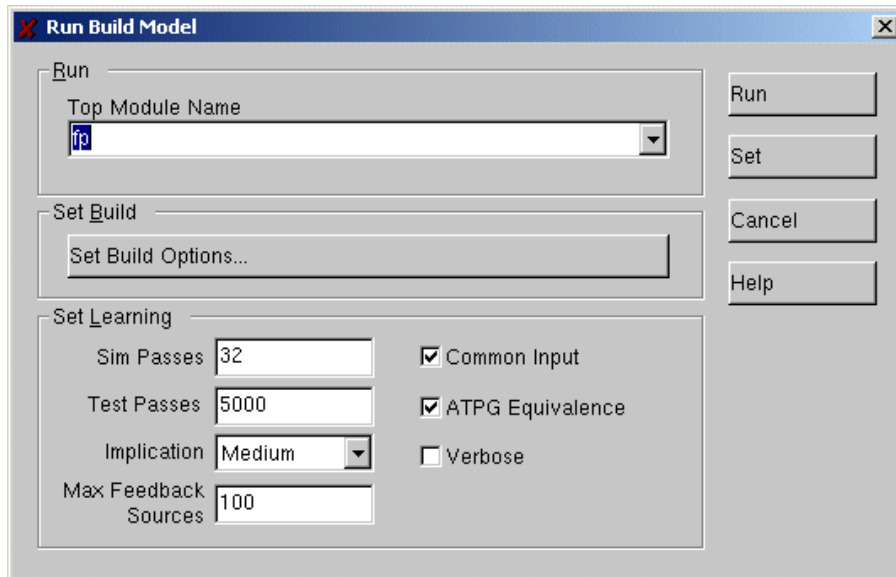 Run Build Model
Run
Top Module Name
fp
Run
Set
Cancel
Help
Set Build
Set Build Options...
Set Learning
Sim Passes 32
Common Input
Test Passes 5000
ATPG Equivalence
Implication Medium
Verbose
Max Feedback
Sources 100